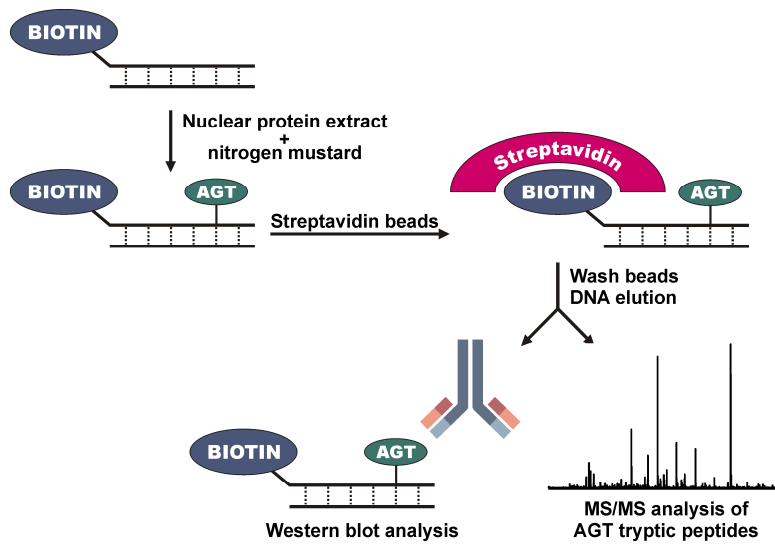 BIOTIN
Nuclear protein extract
+
nitrogen mustard
BIOTIN
AGT
Streptavidin beads
Streptavidin
BIOTIN
AGT
Wash beads
DNA elution
BIOTIN
AGT
Western blot analysis
MS/MS analysis of
AGT tryptic peptides